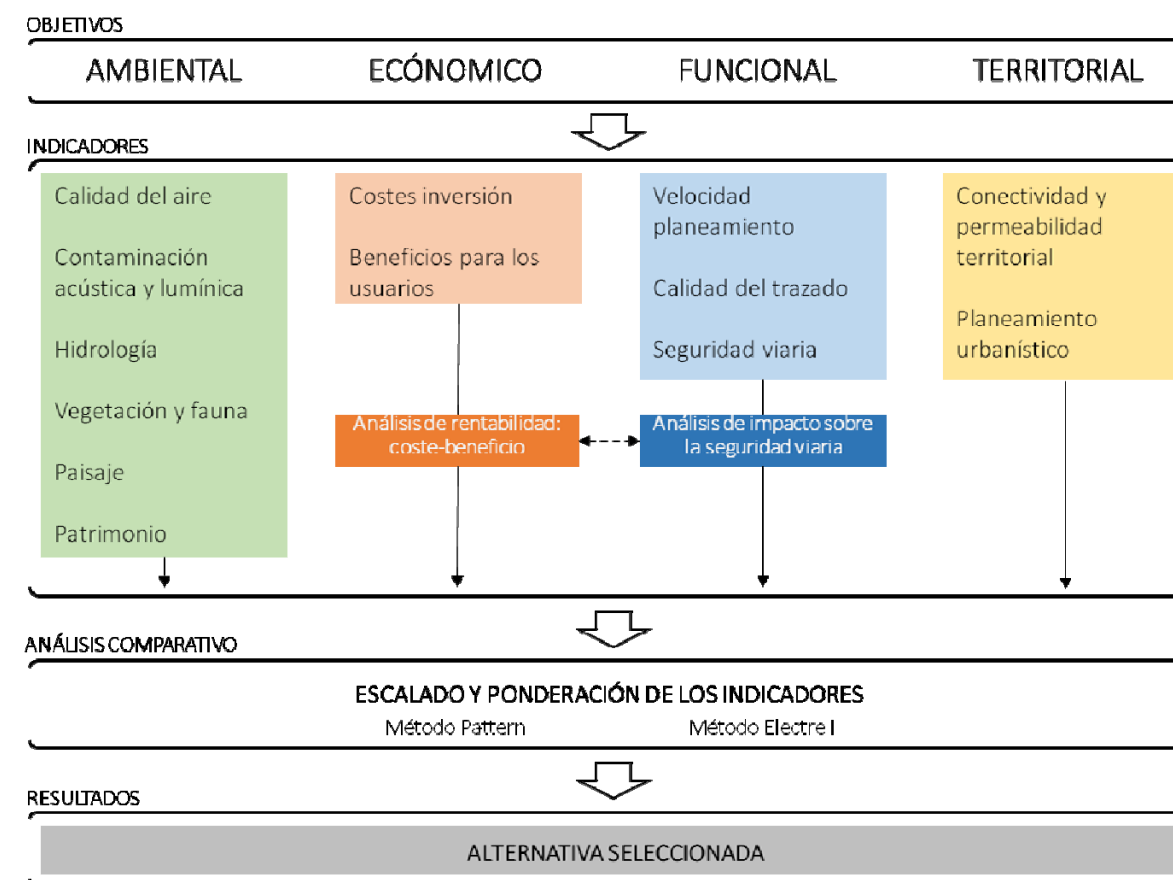 OBJETIVOS
AMBIENTAL
ECÓNOMICO
FUNCIONAL
TERRITORIAL
INDICADORES
Calidad del aire
Contaminación
acústica y lumínica
Hidrología
Vegetación y fauna
Paisaje
Patrimonio
Costes inversión
Beneficios para los
usuarios
Análisis de rentabilidad:
coste-beneficio
Velocidad
planeamiento
Calidad del trazado
Seguridad viaria
Análisis de impacto sobre
la seguridad viaria
Conectividad y
permeabilidad
territorial
Planeamiento
urbanístico
ANÁLISIS COMPARATIVO
ESCALADO Y PONDERACIÓN DE LOS INDICADORES
Método Pattern
Método Electre I
RESULTADOS
ALTERNATIVA SELECCIONADA